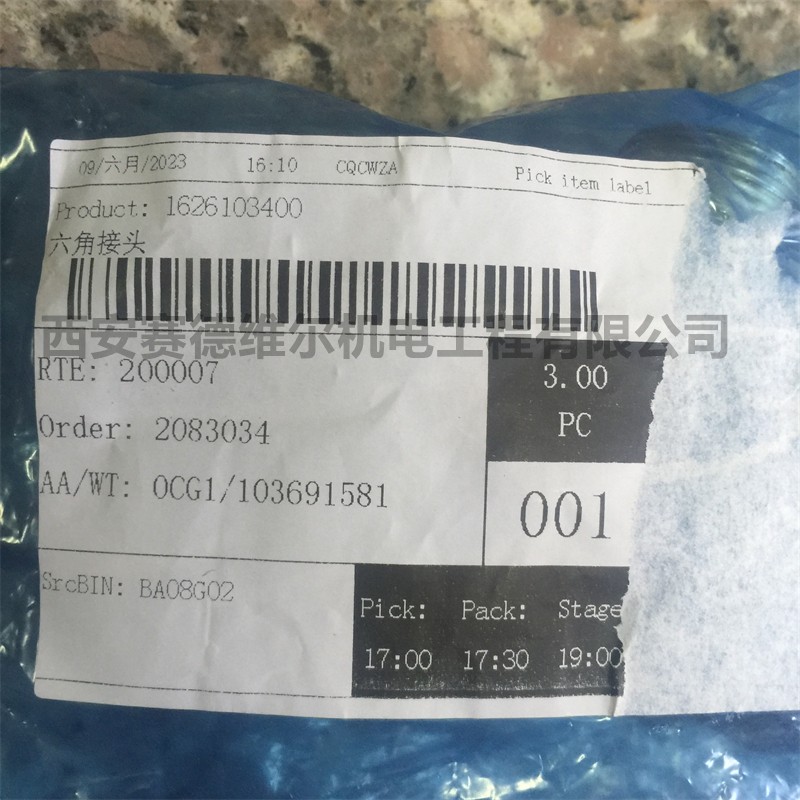 09/六月/2023 16:10 CQCWZA Pick item label
Product: 1626103400
六角接头
西安赛德维尔机电工程有限公司
RTE: 200007
3.00
PC
Order: 2083034
AA/WT: OCG1/103691581
001
SrcBIN: BA08G02
Pick: Pack: Stage
17:00 17:30 19:00